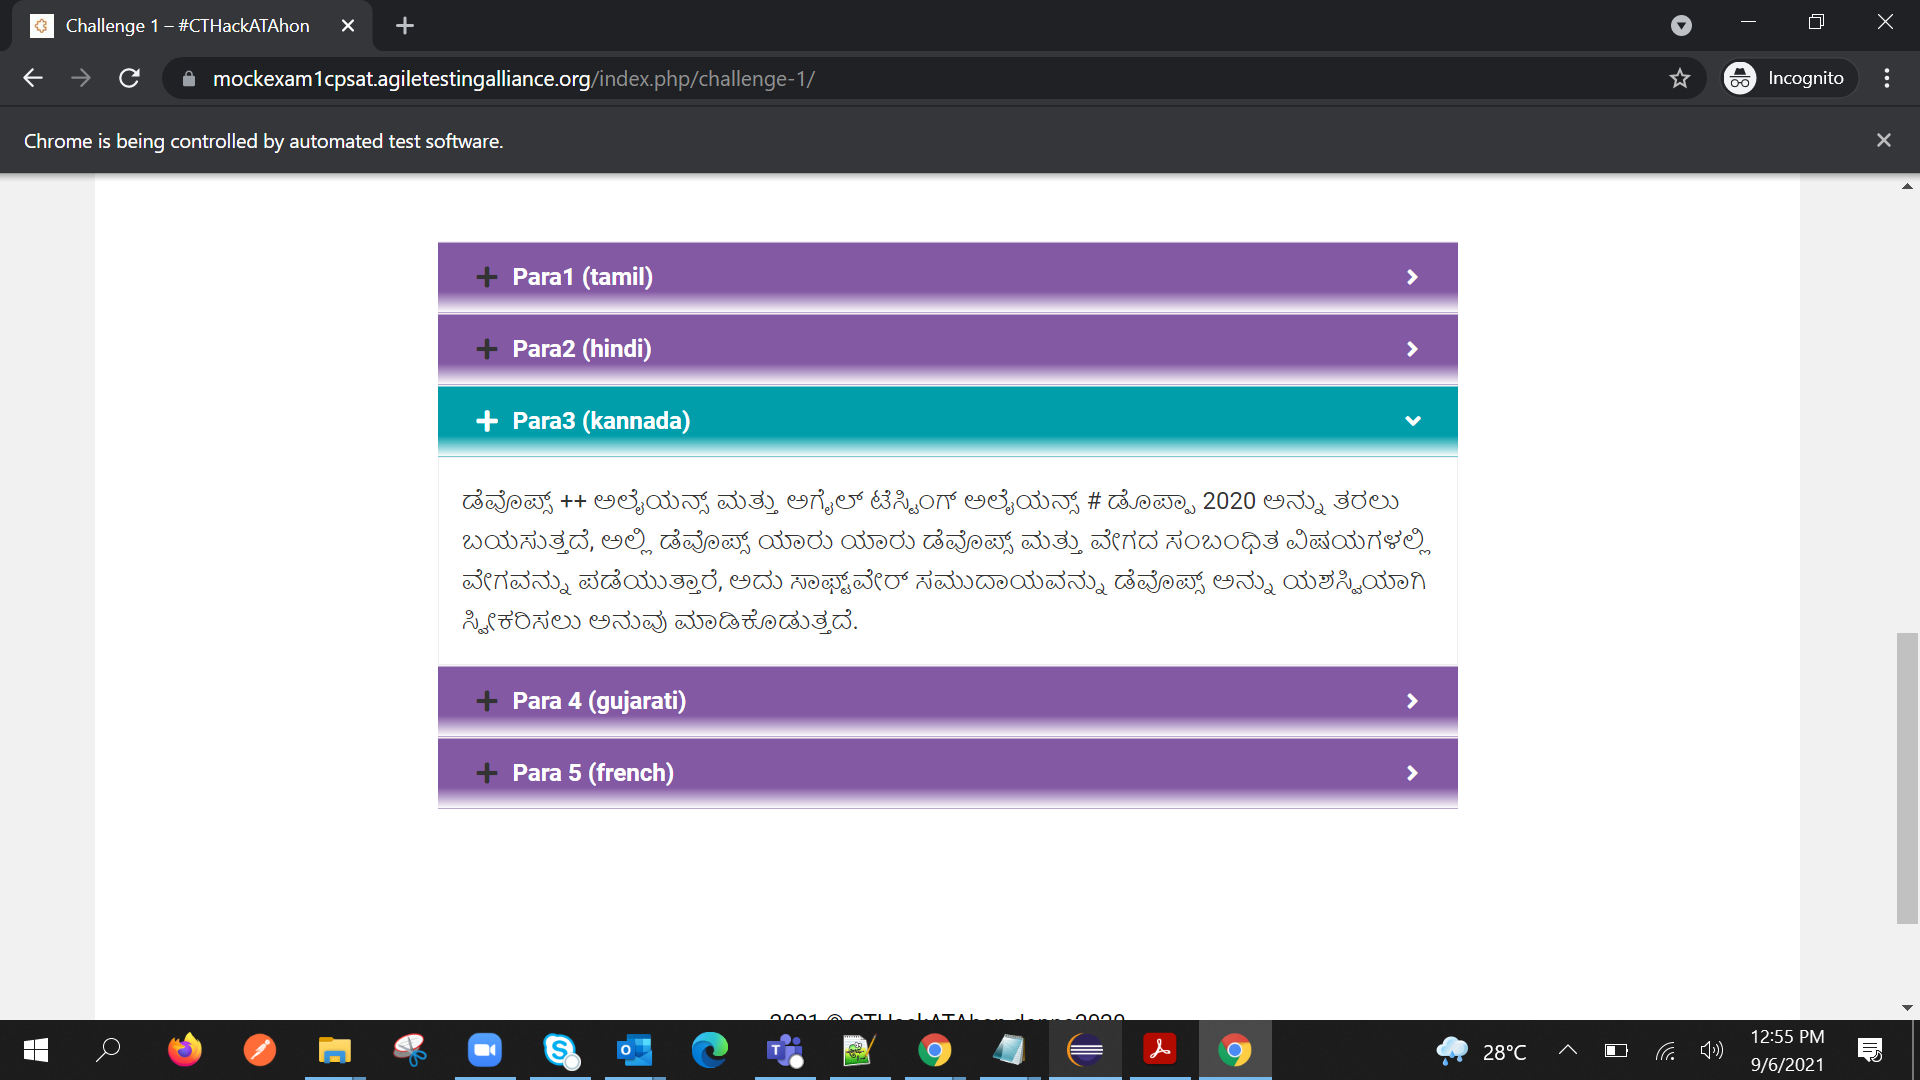 Challenge 1 – #CTHackATAhon
mockexam1cpsat.agiletestingalliance.org/index.php/challenge-1/
Incognito
Chrome is being controlled by automated test software.
Para1 (tamil)
Para2 (hindi)
Para3 (kannada)
ಡೆವೊಪ್ಸ್ ++ ಅಲೈಯನ್ಸ್ ಮತ್ತು ಅಗೈಲ್ ಟೆಸ್ಟಿಂಗ್ ಅಲೈಯನ್ಸ್ # ಡೊಪ್ಪಾ 2020 ಅನ್ನು ತರಲು
ಬಯಸುತ್ತದೆ, ಅಲ್ಲಿ ಡೆವೊಪ್ಸ್ ಯಾರು ಯಾರು ಡೆವೊಪ್ಸ್ ಮತ್ತು ವೇಗದ ಸಂಬಂಧಿತ ವಿಷಯಗಳಲ್ಲಿ
ವೇಗವನ್ನು ಪಡೆಯುತ್ತಾರೆ, ಅದು ಸಾಫ್ಟ್‌ವೇರ್ ಸಮುದಾಯವನ್ನು ಡೆವೊಪ್ಸ್ ಅನ್ನು ಯಶಸ್ವಿಯಾಗಿ
ಸ್ವೀಕರಿಸಲು ಅನುವು ಮಾಡಿಕೊಡುತ್ತದೆ.
Para 4 (gujarati)
Para 5 (french)
2021 © CTHackATAhon doppa2020
28°C
12:55 PM
9/6/2021